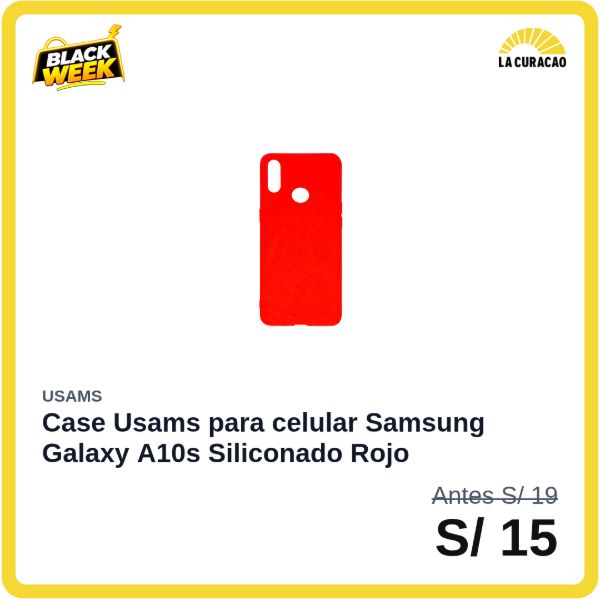 BLACK
WEEK
LA CURACAO
USAMS
Case Usams para celular Samsung
Galaxy A10s Siliconado Rojo
Antes S/ 19
S/ 15